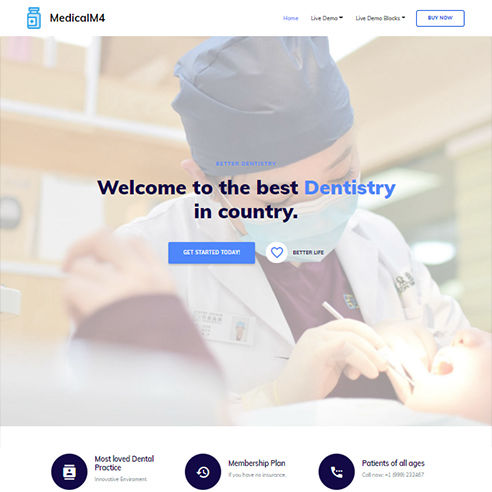 MedicalM4
Home
Live Demo
Live Demo Blocks
BUY NOW
BETTER DENTISTRY
Welcome to the best Dentistry
in country.
GET STARTED TODAY!
BETTER LIFE
Most loved Dental
Practice
Innovative Enviroment.
Membership Plan
If you have no insurance.
Patients of all ages
Call now: +1 (999) 232467